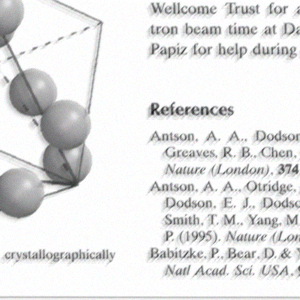 Wellcome Trust for a
tron beam time at Da
Papiz for help during
References
Antson, A. A., Dodson
Greaves, R. B., Chen,
Nature (London), 374
Antson, A. A., Otridge,
Dodson, E. J., Dodso
Smith, T. M., Yang, M
P. (1995). Nature (Lon
Babitzke, P., Bear, D. & Y
Natl Acad. Sci. USA,
crystallographically